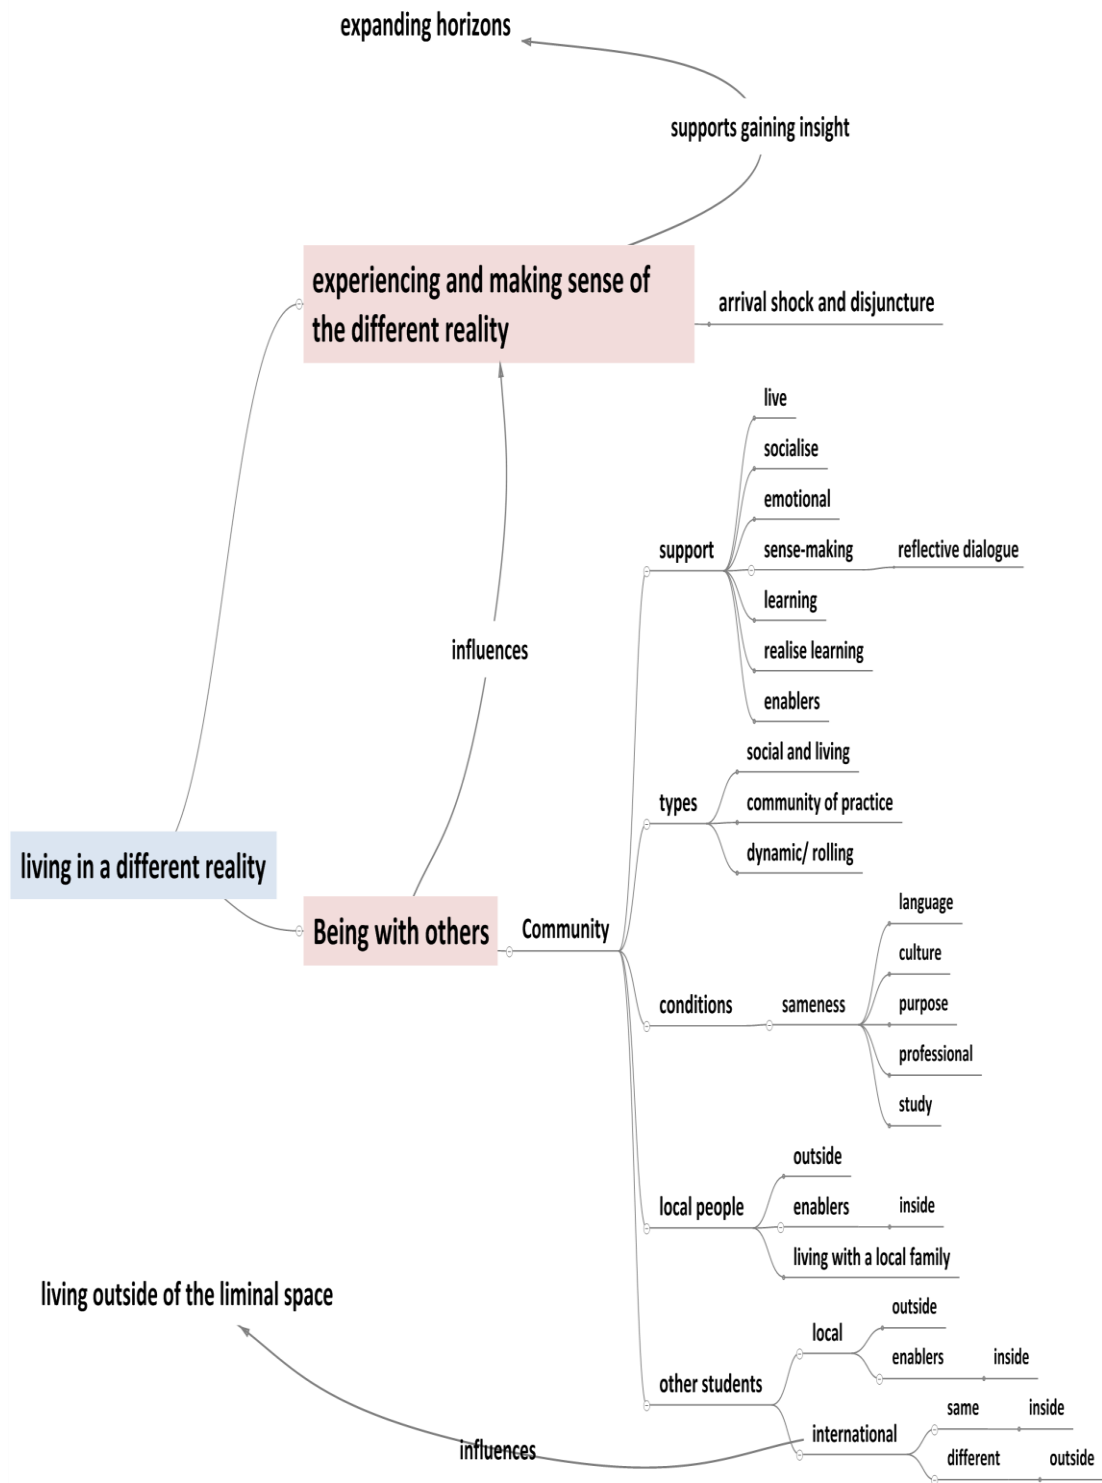 expanding horizons
supports gaining insight
experiencing and making sense of
the different reality
arrival shock and disjuncture
live
socialise
emotional
support
sense-making
reflective dialogue
learning
influences
realise learning
enablers
social and living
types
community of practice
dynamic/ rolling
living in a different reality
Being with others
Community
language
culture
conditions
sameness
purpose
professional
study
outside
local people
enablers
inside
living with a local family
living outside of the liminal space
outside
local
enablers
inside
other students
same
inside
international
influences
different
outside